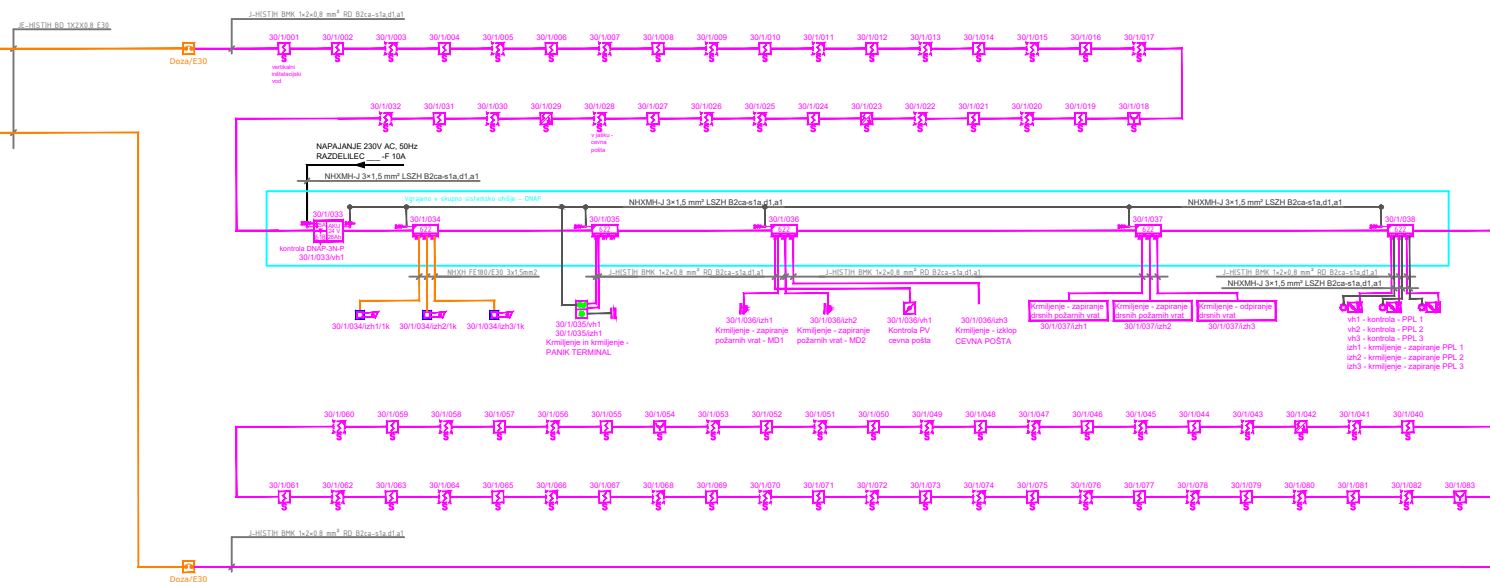 JE-H(ST)H BD 1X2X0.8 E30
J-H(ST)H BMK 1×2×0,8 mm² RD B2ca-s1a,d1,a1
Doza/E30
30/1/001 30/1/002 30/1/003 30/1/004 30/1/005 30/1/006 30/1/007 30/1/008 30/1/009 30/1/010 30/1/011 30/1/012 30/1/013 30/1/014 30/1/015 30/1/016 30/1/017
S S S S S S S S S S S S S S S S S
vertikalni
inštalacijski
vod
30/1/032 30/1/031 30/1/030 30/1/029 30/1/028 30/1/027 30/1/026 30/1/025 30/1/024 30/1/023 30/1/022 30/1/021 30/1/020 30/1/019 30/1/018
S S S S S S S S S S S S S S S
v jašku -
cevna
pošta
NAPAJANJE 230V AC, 50Hz
RAZDELILEC ___ -F 10A
NHXMH-J 3×1,5 mm² LSZH B2ca-s1a,d1,a1
Vgrajeno v skupno sistemsko ohišje - DNAP
NHXMH-J 3×1,5 mm² LSZH B2ca-s1a,d1,a1
NHXMH-J 3×1,5 mm² LSZH B2ca-s1a,d1,a1
30/1/033 30/1/034 30/1/035 30/1/036 30/1/037 30/1/038
AKU
24 V
622 622 622 622 622
kontrola DNAP-3N-P
30/1/033/vh1
NHXH FE180/E30 3x1,5mm2
J-H(ST)H BMK 1×2×0,8 mm² RD B2ca-s1a,d1,a1
J-H(ST)H BMK 1×2×0,8 mm² RD B2ca-s1a,d1,a1
J-H(ST)H BMK 1×2×0,8 mm² RD B2ca-s1a,d1,a1
NHXMH-J 3×1,5 mm² LSZH B2ca-s1a,d1,a1
30/1/034/izh1/1k 30/1/034/izh2/1k 30/1/034/izh3/1k
30/1/035/vh1
30/1/035/izh1
Krmiljenje in krmiljenje -
PANIK TERMINAL
30/1/036/izh1
Krmiljenje - zapiranje
požarnih vrat - MD1
30/1/036/izh2
Krmiljenje - zapiranje
požarnih vrat - MD2
30/1/036/vh1
Kontrola PV
cevna pošta
30/1/036/izh3
Krmiljenje - izklop
CEVNA POŠTA
Krmiljenje - zapiranje
drsnih požarnih vrat
30/1/037/izh1
Krmiljenje - zapiranje
drsnih požarnih vrat
30/1/037/izh2
Krmiljenje - odpiranje
drsnih požarnih vrat
30/1/037/izh3
vh1 - kontrola - PPL 1
vh2 - kontrola - PPL 2
vh3 - kontrola - PPL 3
izh1 - krmiljenje - zapiranje PPL 1
izh2 - krmiljenje - zapiranje PPL 2
izh3 - krmiljenje - zapiranje PPL 3
30/1/060 30/1/059 30/1/058 30/1/057 30/1/056 30/1/055 30/1/054 30/1/053 30/1/052 30/1/051 30/1/050 30/1/049 30/1/048 30/1/047 30/1/046 30/1/045 30/1/044 30/1/043 30/1/042 30/1/041 30/1/040
S S S S S S S S S S S S S S S S S S S S S
30/1/061 30/1/062 30/1/063 30/1/064 30/1/065 30/1/066 30/1/067 30/1/068 30/1/069 30/1/070 30/1/071 30/1/072 30/1/073 30/1/074 30/1/075 30/1/076 30/1/077 30/1/078 30/1/079 30/1/080 30/1/081 30/1/082 30/1/083
S S S S S S S S S S S S S S S S S S S S S S S
J-H(ST)H BMK 1×2×0,8 mm² RD B2ca-s1a,d1,a1
Doza/E30